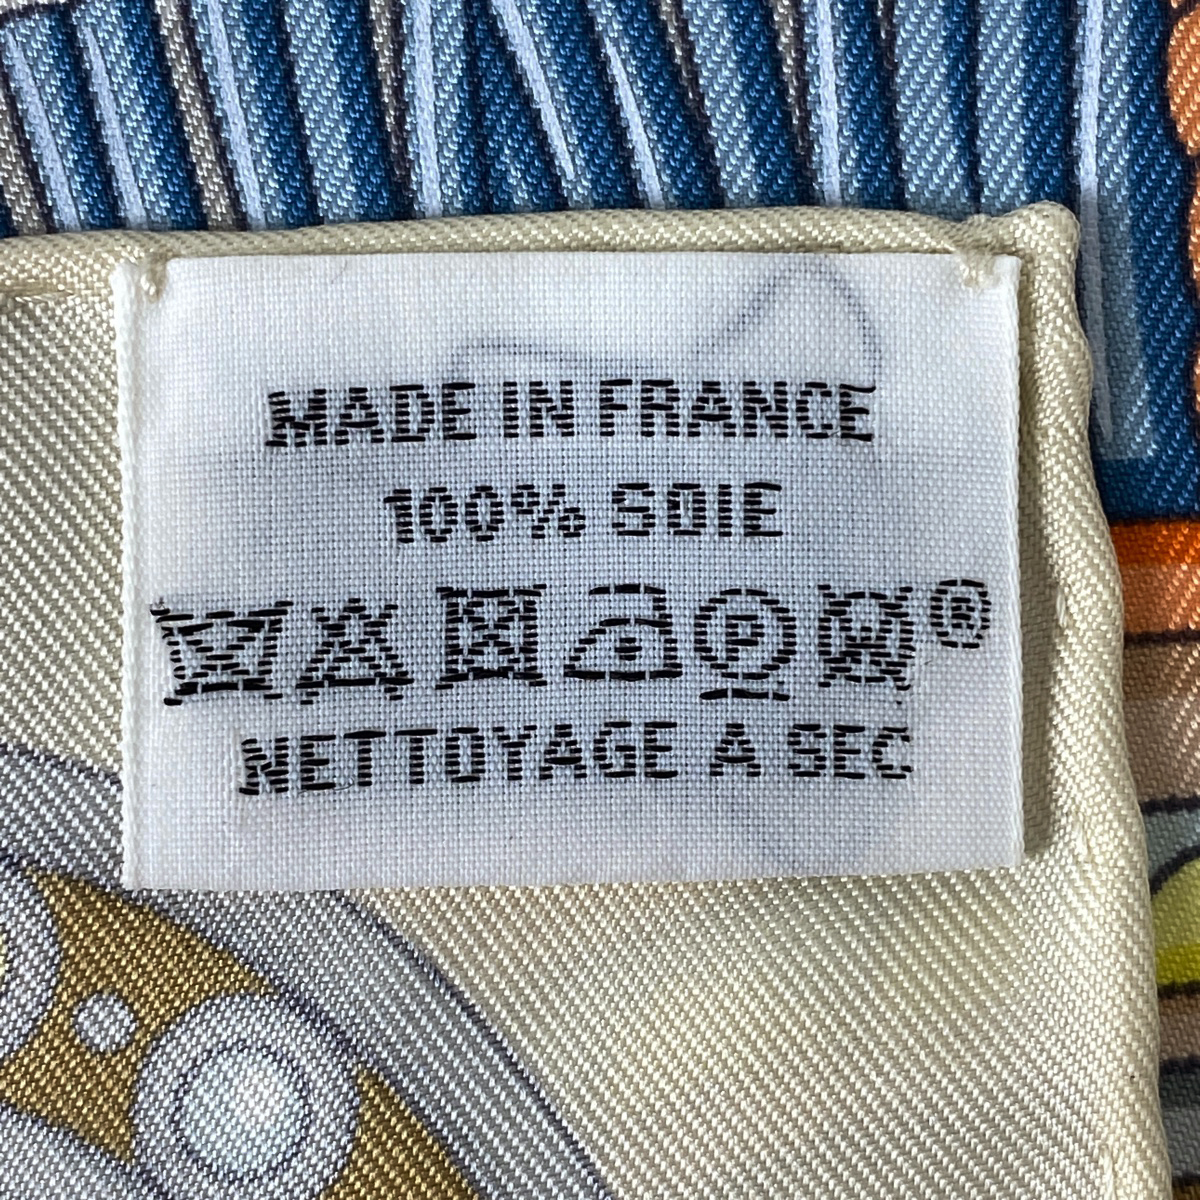 MADE IN FRANCE
100% SOIE
P W ®
NETTOYAGE A SEC